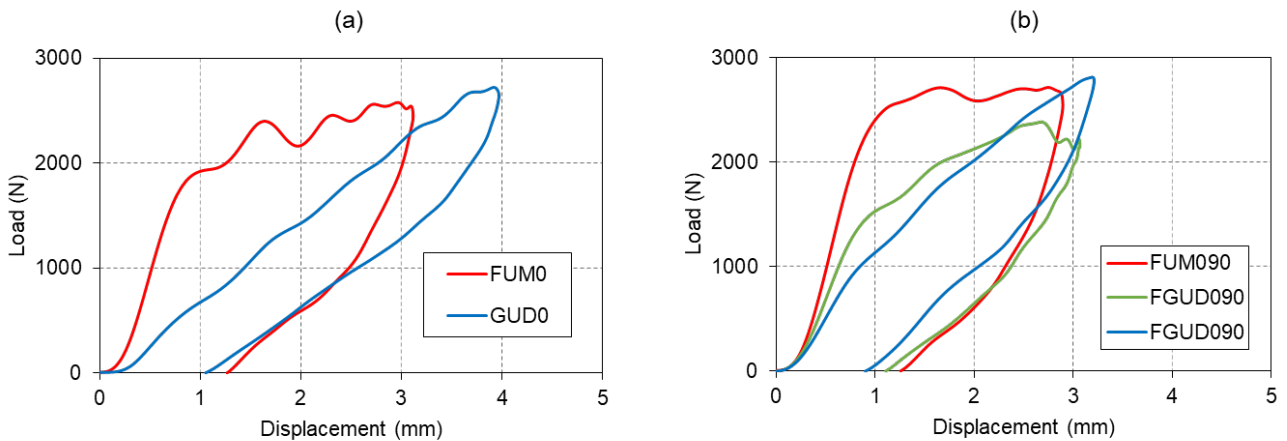 (a)
Load (N)
3000
2000
1000
0
0 1 2 3 4 5
Displacement (mm)
FUM0
GUD0
(b)
Load (N)
3000
2000
1000
0
0 1 2 3 4 5
Displacement (mm)
FUM090
FGUD090
FGUD090